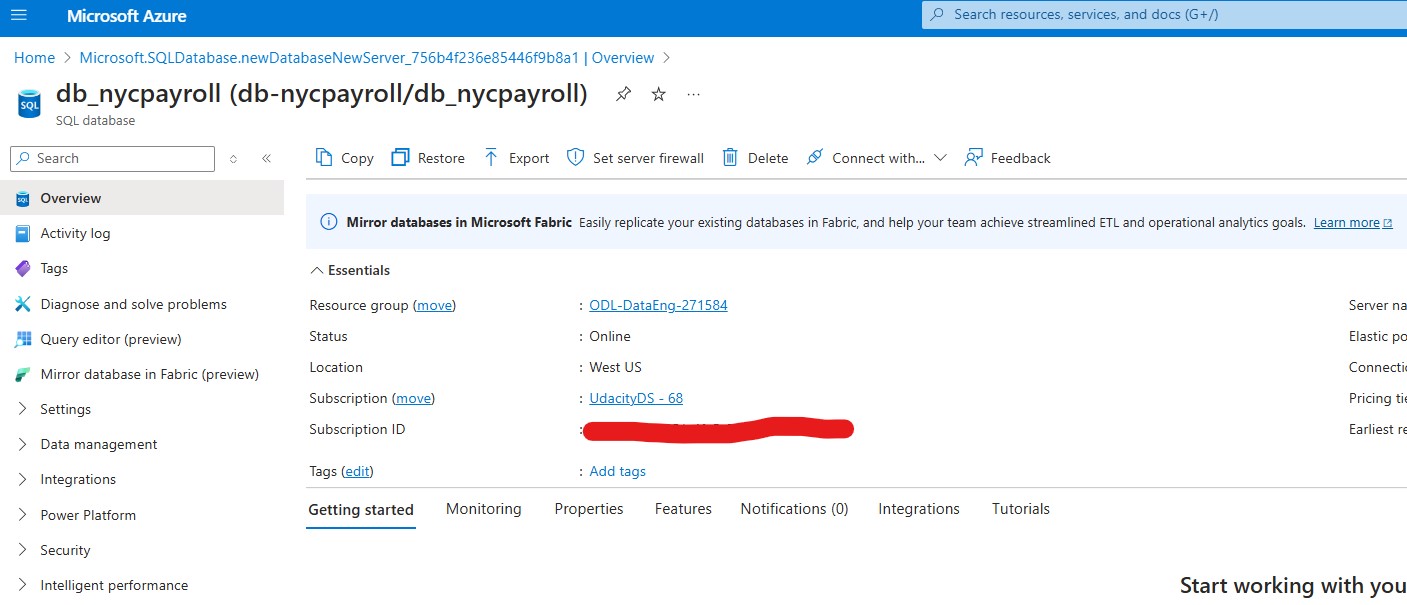 Microsoft Azure
Search resources, services, and docs (G+/)
Home > Microsoft.SQLDatabase.newDatabaseNewServer_756b4f236e85446f9b8a1 | Overview >
SQL
db_nycpayroll (db-nycpayroll/db_nycpayroll)
...
SQL database
Search
«
Copy
Restore
Export
Set server firewall
Delete
Connect with...
Feedback
Overview
Activity log
Tags
Diagnose and solve problems
Query editor (preview)
Mirror database in Fabric (preview)
Settings
Data management
Integrations
Power Platform
Security
Intelligent performance
Mirror databases in Microsoft Fabric Easily replicate your existing databases in Fabric, and help your team achieve streamlined ETL and operational analytics goals. Learn more
Essentials
Resource group (move) : ODL-DataEng-271584
Status : Online
Location : West US
Subscription (move) : UdacityDS - 68
Subscription ID :
Tags (edit) : Add tags
Server na
Elastic po
Connecti
Pricing tie
Earliest re
Getting started
Monitoring
Properties
Features
Notifications (0)
Integrations
Tutorials
Start working with you